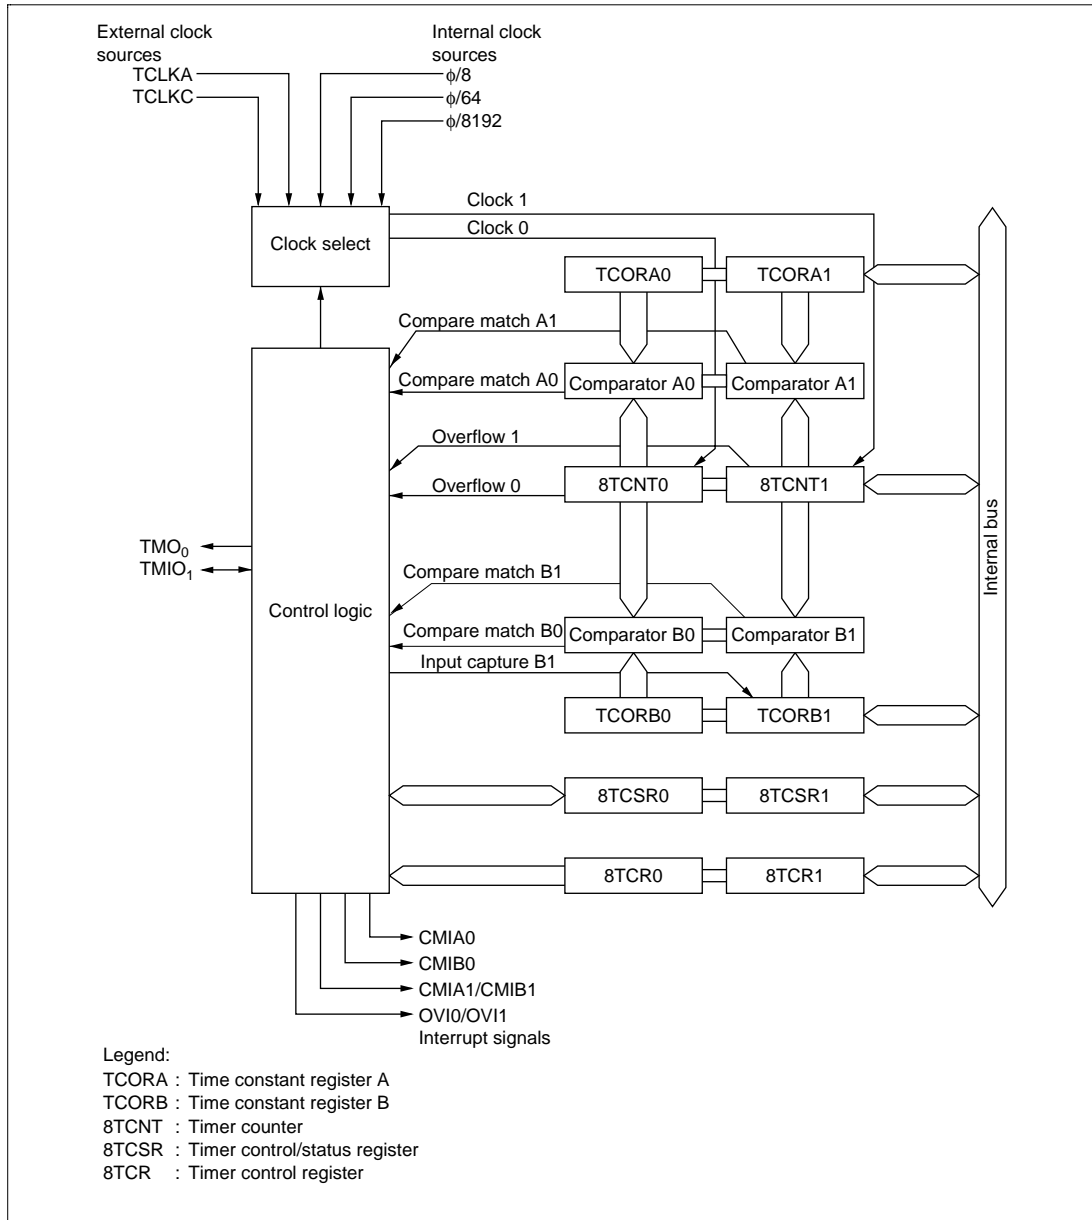 External clock
sources
TCLKA
TCLKC
Internal clock
sources
ϕ/8
ϕ/64
ϕ/8192
Clock select
Clock 1
Clock 0
TCORA0
TCORA1
Compare match A1
Compare match A0
Comparator A0
Comparator A1
Overflow 1
Overflow 0
8TCNT0
8TCNT1
TMO₀
TMIO₁
Control logic
Compare match B1
Compare match B0
Comparator B0
Comparator B1
Input capture B1
TCORB0
TCORB1
8TCSR0
8TCSR1
8TCR0
8TCR1
Internal bus
CMIA0
CMIB0
CMIA1/CMIB1
OVI0/OVI1
Interrupt signals
Legend:
TCORA : Time constant register A
TCORB : Time constant register B
8TCNT : Timer counter
8TCSR : Timer control/status register
8TCR : Timer control register